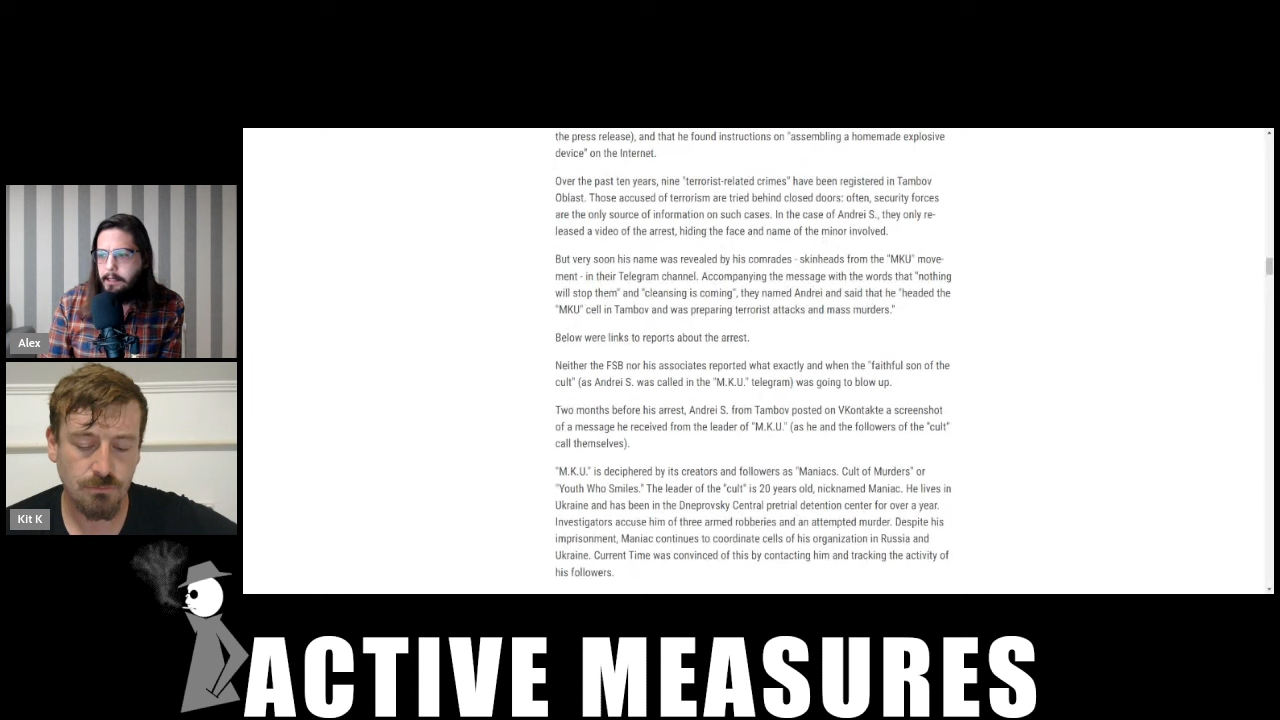 the press release), and that he found instructions on "assembling a homemade explosive
device" on the Internet.
Over the past ten years, nine "terrorist-related crimes" have been registered in Tambov
Oblast. Those accused of terrorism are tried behind closed doors: often, security forces
are the only source of information on such cases. In the case of Andrei S., they only re-
leased a video of the arrest, hiding the face and name of the minor involved.
But very soon his name was revealed by his comrades - skinheads from the "MKU" move-
ment - in their Telegram channel. Accompanying the message with the words that "nothing
will stop them" and "cleansing is coming", they named Andrei and said that he "headed the
"MKU" cell in Tambov and was preparing terrorist attacks and mass murders."
Below were links to reports about the arrest.
Neither the FSB nor his associates reported what exactly and when the "faithful son of the
cult" (as Andrei S. was called in the "M.K.U." telegram) was going to blow up.
Two months before his arrest, Andrei S. from Tambov posted on VKontakte a screenshot
of a message he received from the leader of "M.K.U." (as he and the followers of the "cult"
call themselves).
"M.K.U." is deciphered by its creators and followers as "Maniacs. Cult of Murders" or
"Youth Who Smiles." The leader of the "cult" is 20 years old, nicknamed Maniac. He lives in
Ukraine and has been in the Dneprovsky Central pretrial detention center for over a year.
Investigators accuse him of three armed robberies and an attempted murder. Despite his
imprisonment, Maniac continues to coordinate cells of his organization in Russia and
Ukraine. Current Time was convinced of this by contacting him and tracking the activity of
his followers.
Alex
Kit K
ACTIVE MEASURES